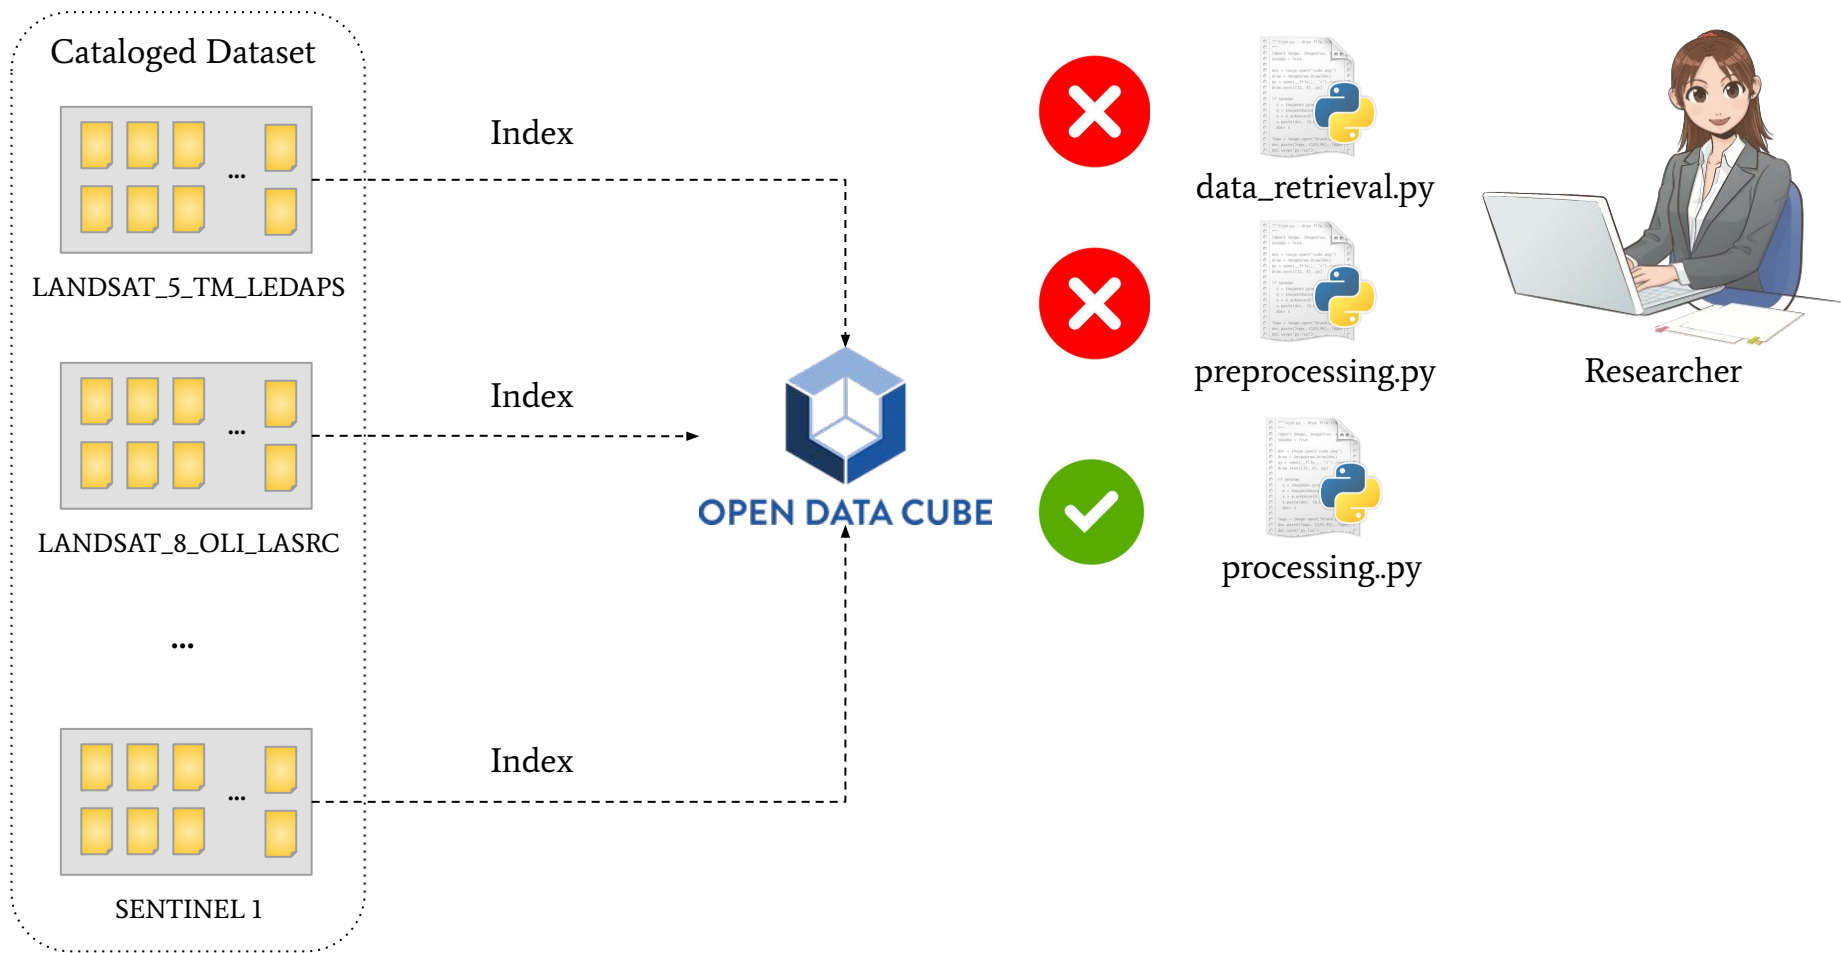 Cataloged Dataset
Index
LANDSAT_5_TM_LEDAPS
Index
LANDSAT_8_OLI_LASRC
...
Index
SENTINEL 1
OPEN DATA CUBE
data_retrieval.py
preprocessing.py
processing..py
Researcher